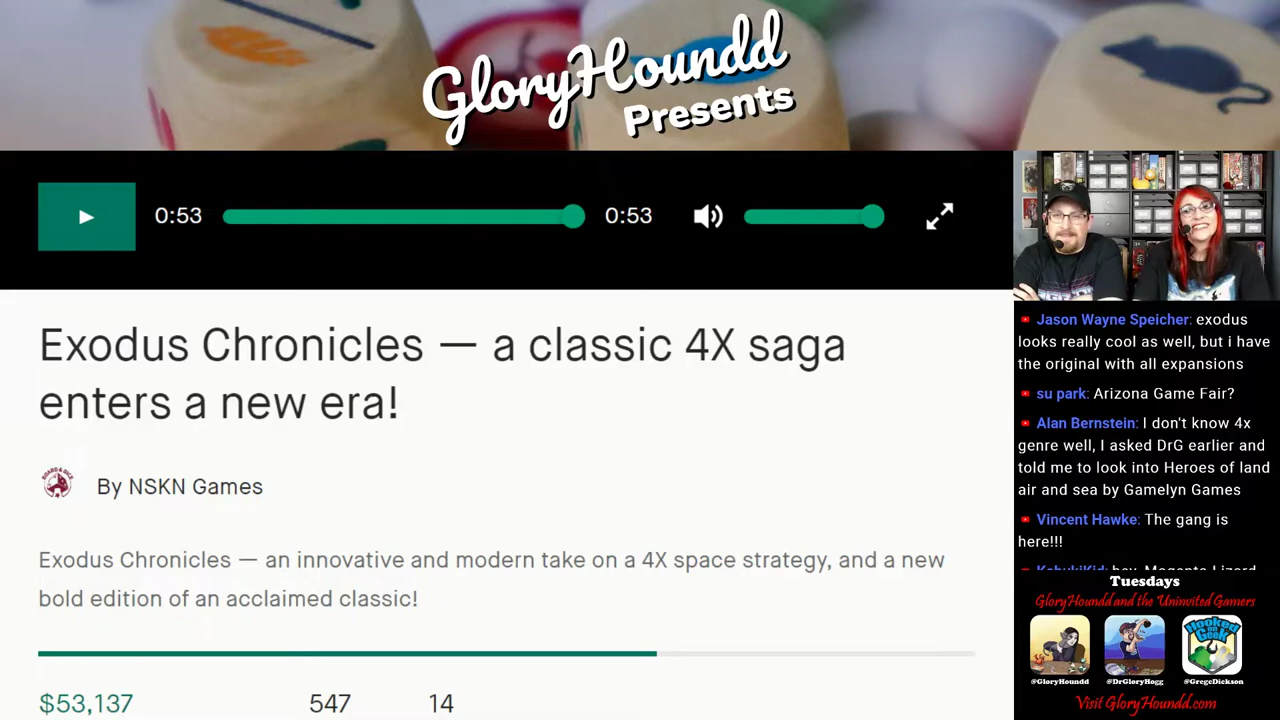 GloryHoundd
Presents
0:53
0:53
Exodus Chronicles — a classic 4X saga
enters a new era!
By NSKN Games
Exodus Chronicles — an innovative and modern take on a 4X space strategy, and a new
bold edition of an acclaimed classic!
$53,137
547
14
Jason Wayne Speicher: exodus
looks really cool as well, but i have
the original with all expansions
su park: Arizona Game Fair?
Alan Bernstein: I don't know 4x
genre well, I asked DrG earlier and
told me to look into Heroes of land
air and sea by Gamelyn Games
Vincent Hawke: The gang is
here!!!
Tuesdays
GloryHoundd and the Uninvited Gamers
HOOKED
on
GEEK
@GloryHoundd
@DrGloryHogg
@GregcDickson
Visit GloryHoundd.com